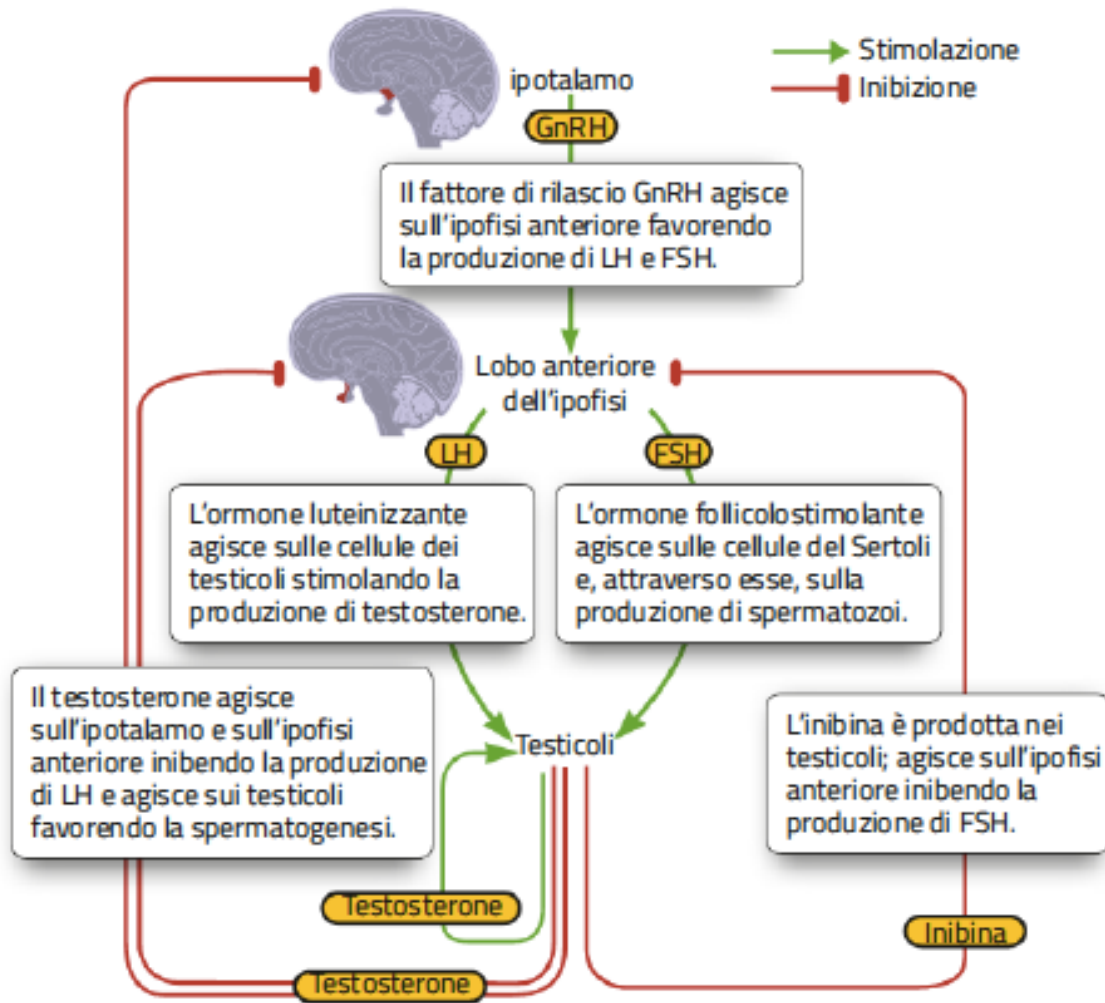 Stimolazione
Inibizione
ipotalamo
GnRH
Il fattore di rilascio GnRH agisce
sull'ipofisi anteriore favorendo
la produzione di LH e FSH.
Lobo anteriore
dell'ipofisi
LH
FSH
L'ormone luteinizzante
agisce sulle cellule dei
testicoli stimolando la
produzione di testosterone.
L'ormone follicolostimolante
agisce sulle cellule del Sertoli
e, attraverso esse, sulla
produzione di spermatozoi.
Il testosterone agisce
sull'ipotalamo e sull'ipofisi
anteriore inibendo la produzione
di LH e agisce sui testicoli
favorendo la spermatogenesi.
Testicoli
L'inibina è prodotta nei
testicoli; agisce sull'ipofisi
anteriore inibendo la
produzione di FSH.
Testosterone
Inibina
Testosterone